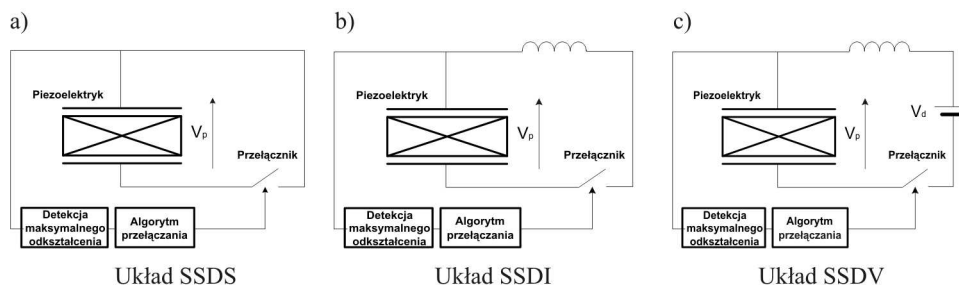 a)
Piezoelektryk
Vp
Przełącznik
Detekcja
maksymalnego
odkształcenia
Algorytm
przełączania
Układ SSDS
b)
Piezoelektryk
Vp
Przełącznik
Detekcja
maksymalnego
odkształcenia
Algorytm
przełączania
Układ SSDI
c)
Piezoelektryk
Vp
Vd
Przełącznik
Detekcja
maksymalnego
odkształcenia
Algorytm
przełączania
Układ SSDV